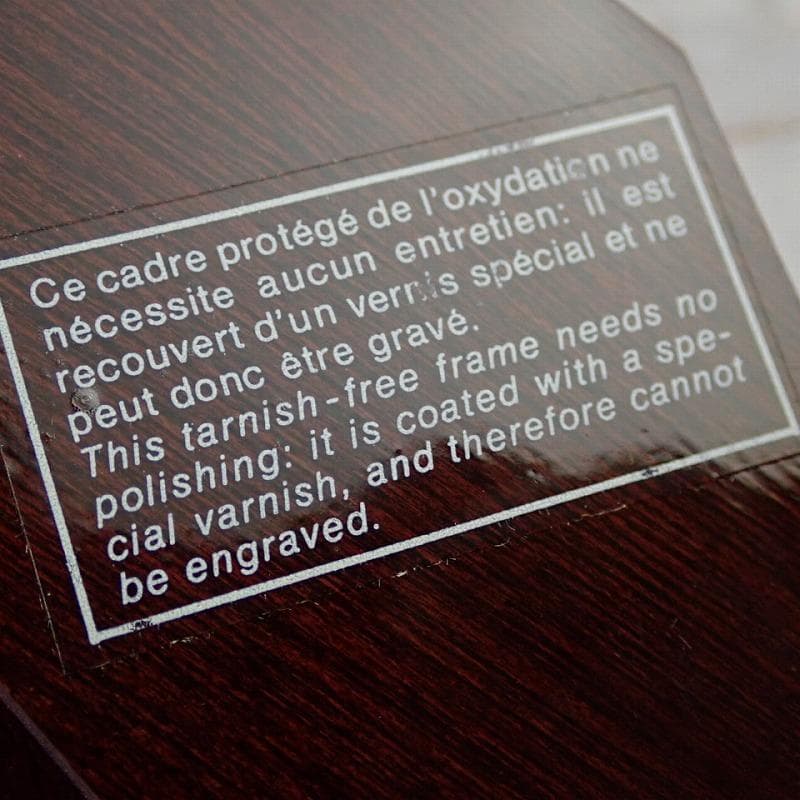 Ce cadre protégé de l'oxydation ne
nécessite aucun entretien: il est
recouvert d'un vernis spécial et ne
peut donc être gravé.
This tarnish-free frame needs no
polishing: it is coated with a spe-
cial varnish, and therefore cannot
be engraved.